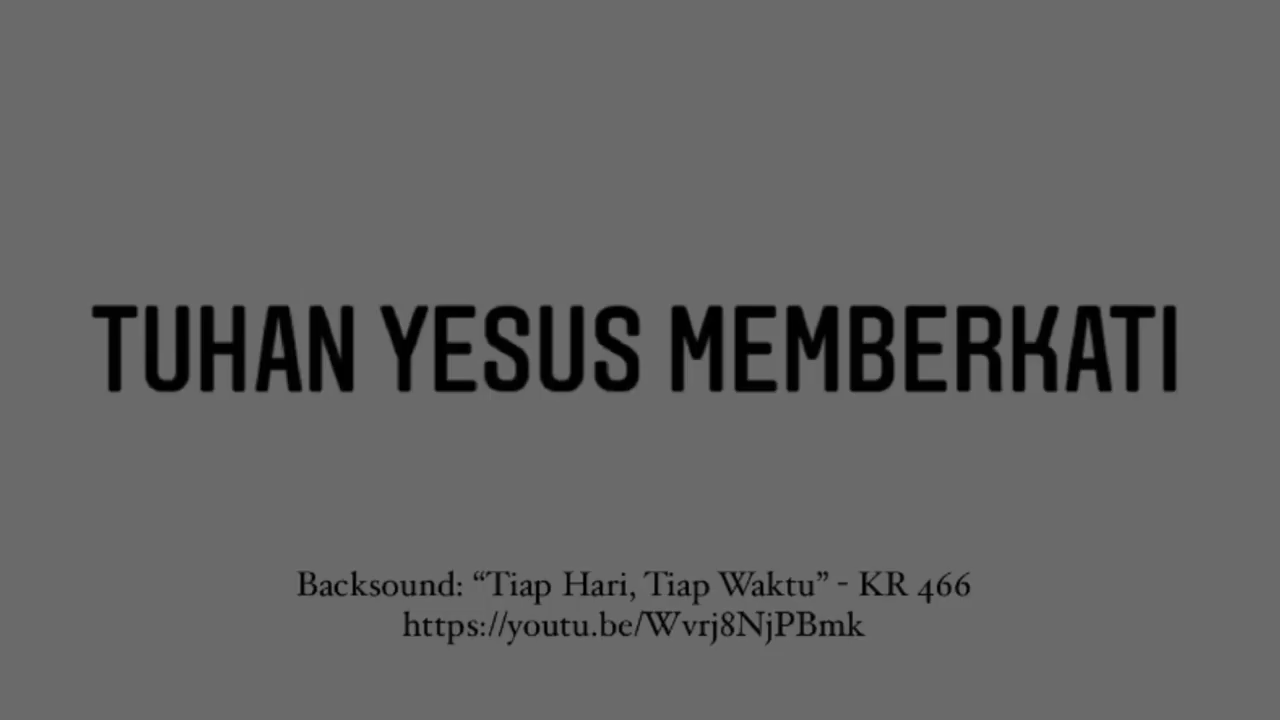 TUHAN YESUS MEMBERKATI
Backsound: “Tiap Hari, Tiap Waktu” - KR 466
https://youtu.be/Wvrj8NjPBmk